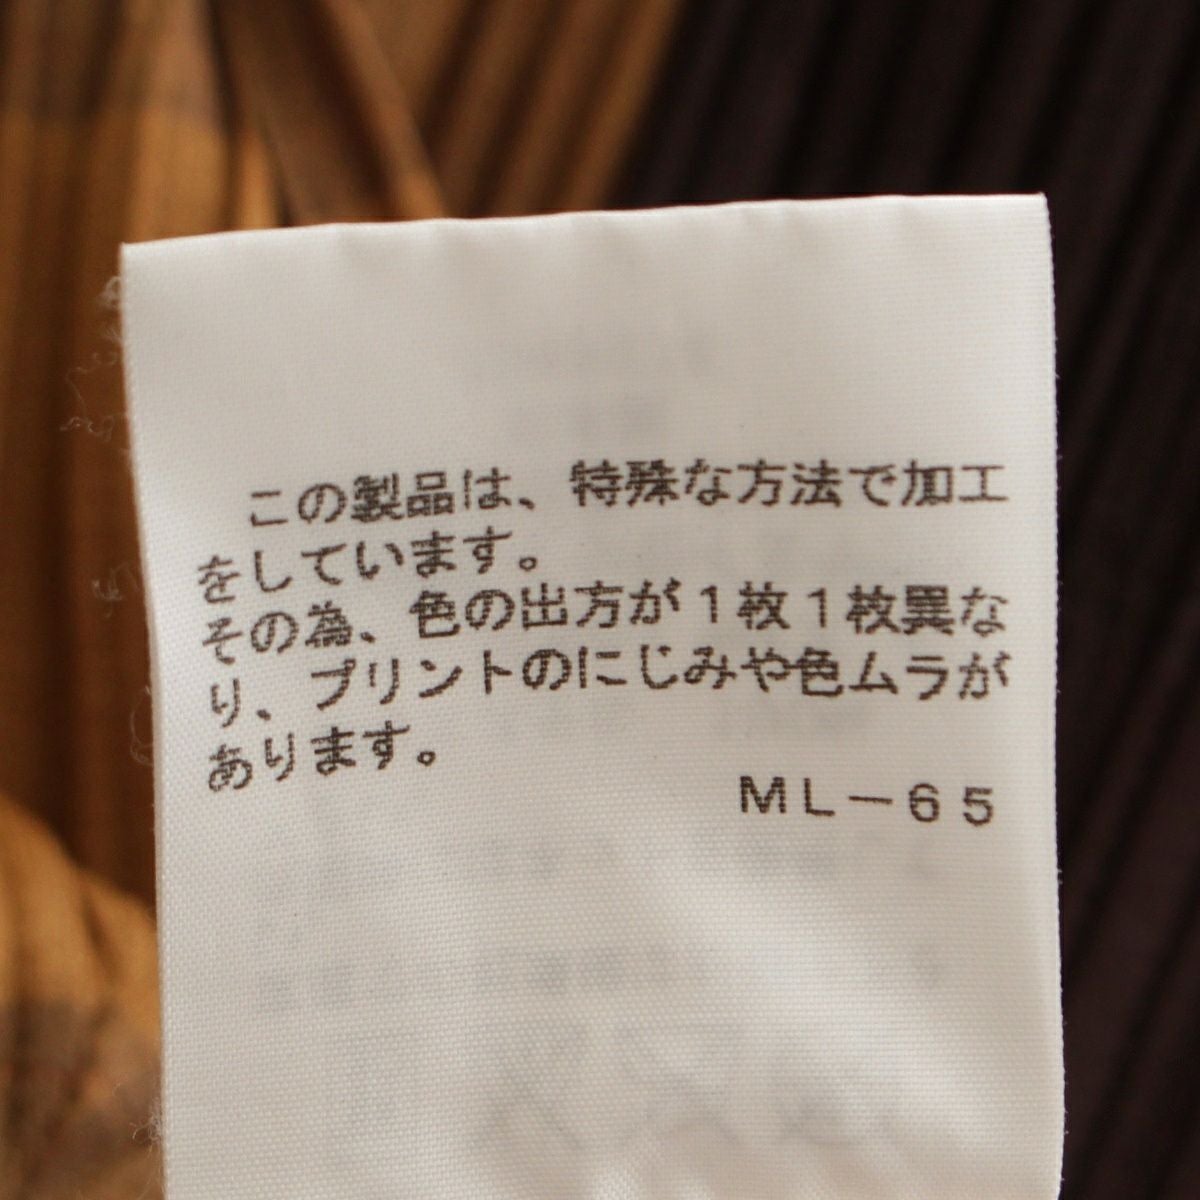 この製品は、特殊な方法で加工
をしています。
その為、色の出方が1枚1枚異な
り、プリントのにじみや色ムラが
あります。
ML-65